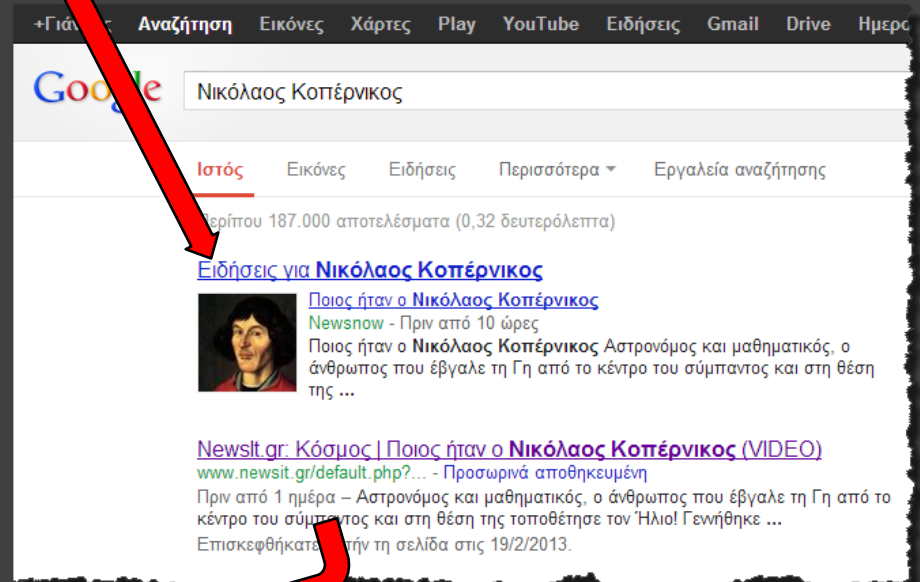 Αναζήτηση Εικόνες Χάρτες Play YouTube Ειδήσεις Gmail Drive
Νικόλαος Κοπέρνικος
Ιστός Εικόνες Ειδήσεις Περισσότερα Εργαλεία αναζήτησης
Περίπου 187.000 αποτελέσματα (0,32 δευτερόλεπτα)
Ειδήσεις για Νικόλαος Κοπέρνικος
Ποιος ήταν ο Νικόλαος Κοπέρνικος
Newsnow - Πριν από 10 ώρες
Ποιος ήταν ο Νικόλαος Κοπέρνικος Αστρονόμος και μαθηματικός, ο
άνθρωπος που έβγαλε τη Γη από το κέντρο του σύμπαντος και στη θέση
της ...
NewsIt.gr: Κόσμος | Ποιος ήταν ο Νικόλαος Κοπέρνικος (VIDEO)
www.newsit.gr/default.php?... - Προσωρινά αποθηκευμένη
Πριν από 1 ημέρα – Αστρονόμος και μαθηματικός, ο άνθρωπος που έβγαλε τη Γη από το
κέντρο του σύμπαντος και στη θέση της τοποθέτησε τον Ήλιο! Γεννήθηκε ...
Επισκεφθήκατε τη σελίδα στις 19/2/2013.